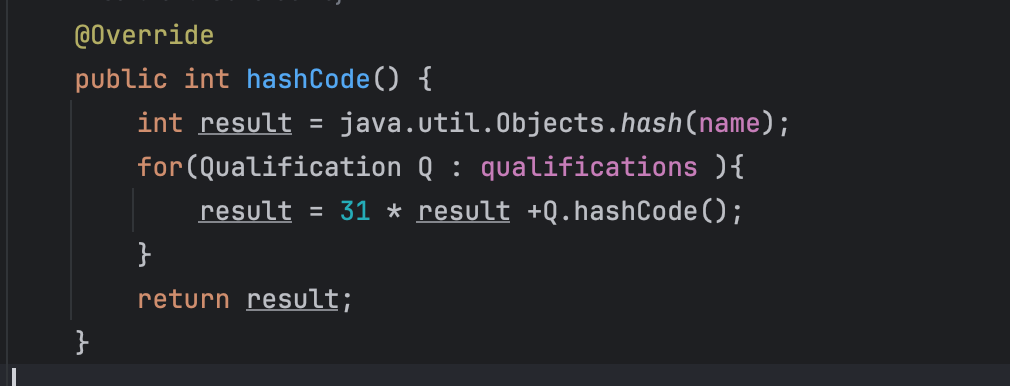 @Override
public int hashCode() {
int result = java.util.Objects.hash(name);
for(Qualification Q : qualifications ){
result = 31 * result +Q.hashCode();
}
return result;
}